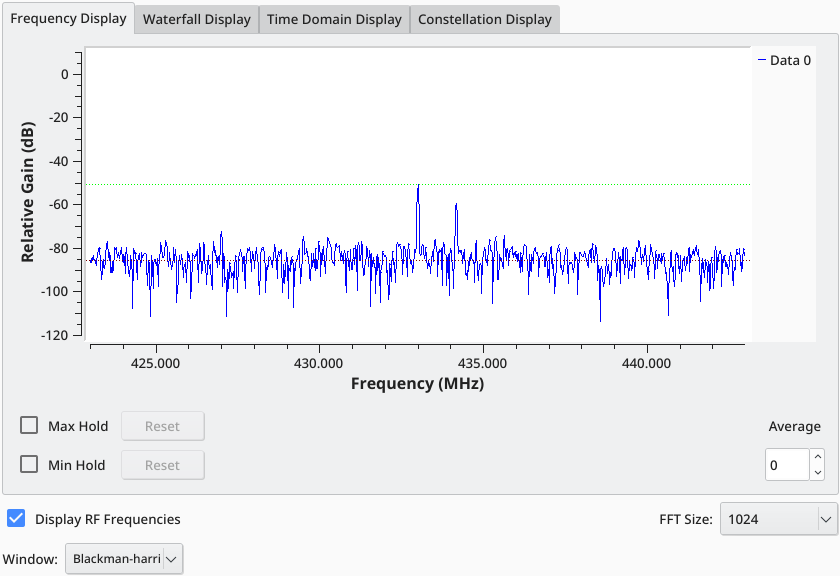 Frequency Display Waterfall Display Time Domain Display Constellation Display
Data 0
Relative Gain (dB)
0
-20
-40
-60
-80
-100
-120
425.000 430.000 435.000 440.000
Frequency (MHz)
Max Hold Reset Average
Min Hold Reset 0
Display RF Frequencies FFT Size: 1024
Window: Blackman-harri